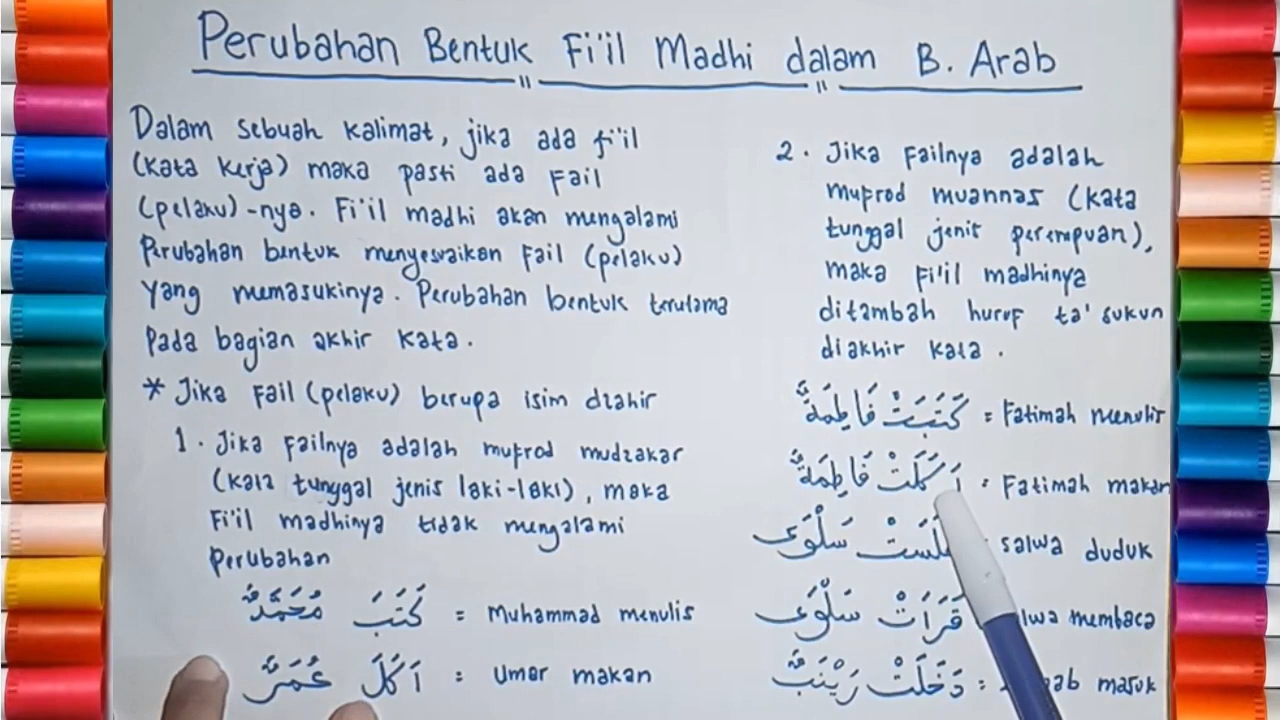 Perubahan Bentuk Fi'il Madhi dalam B. Arab
Dalam sebuah kalimat, jika ada fi'il
(kata kerja) maka pasti ada Fail
(pelaku)-nya. Fi'il madhi akan mengalami
Perubahan bentuk menyesuaikan Fail (pelaku)
yang memasukinya. Perubahan bentuk terutama
Pada bagian akhir kata.
* Jika Fail (pelaku) berupa isim dzahir
1. Jika Failnya adalah mufrod mudzakar
(kata tunggal jenis laki-laki), maka
Fi'il madhinya tidak mengalami
Perubahan
كَتَبَ مُحَمَّدٌ = Muhammad menulis
اَكَلَ عُمَرٌ : Umar makan
2. Jika Failnya adalah
mufrod muannas (kata
tunggal jenis perempuan),
maka Fi'il madhinya
ditambah huruf ta' sukun
diakhir kata.
كَتَبَتْ فَاطِمَةٌ = Fatimah menulis
اَكَلَتْ فَاطِمَةٌ : Fatimah makan
سَلْوَى : salwa duduk
قَرَاَتْ سَلْوَى membaca
دَخَلَتْ زَيْنَبٌ = masuk